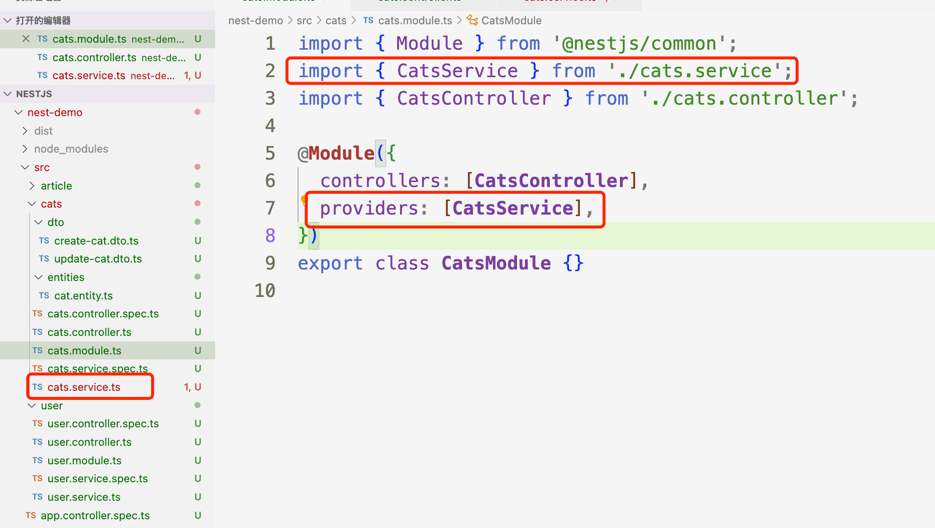 打开的编辑器
TS cats.module.ts nest-dem... U
TS cats.controller.ts nest-de... U
TS cats.service.ts nest-de... 1, U
NESTJS
nest-demo
dist
node_modules
src
article
cats
dto
TS create-cat.dto.ts U
TS update-cat.dto.ts U
entities
TS cat.entity.ts U
TS cats.controller.spec.ts U
TS cats.controller.ts U
TS cats.module.ts U
TS cats.service.spec.ts U
TS cats.service.ts 1, U
user
TS user.controller.spec.ts U
TS user.controller.ts U
TS user.module.ts U
TS user.service.spec.ts U
TS user.service.ts U
TS app.controller.spec.ts U
nest-demo > src > cats > TS cats.module.ts > CatsModule
1 import { Module } from '@nestjs/common';
2 import { CatsService } from './cats.service';
3 import { CatsController } from './cats.controller';
4
5 @Module({
6 controllers: [CatsController],
7 providers: [CatsService],
8 })
9 export class CatsModule {}
10